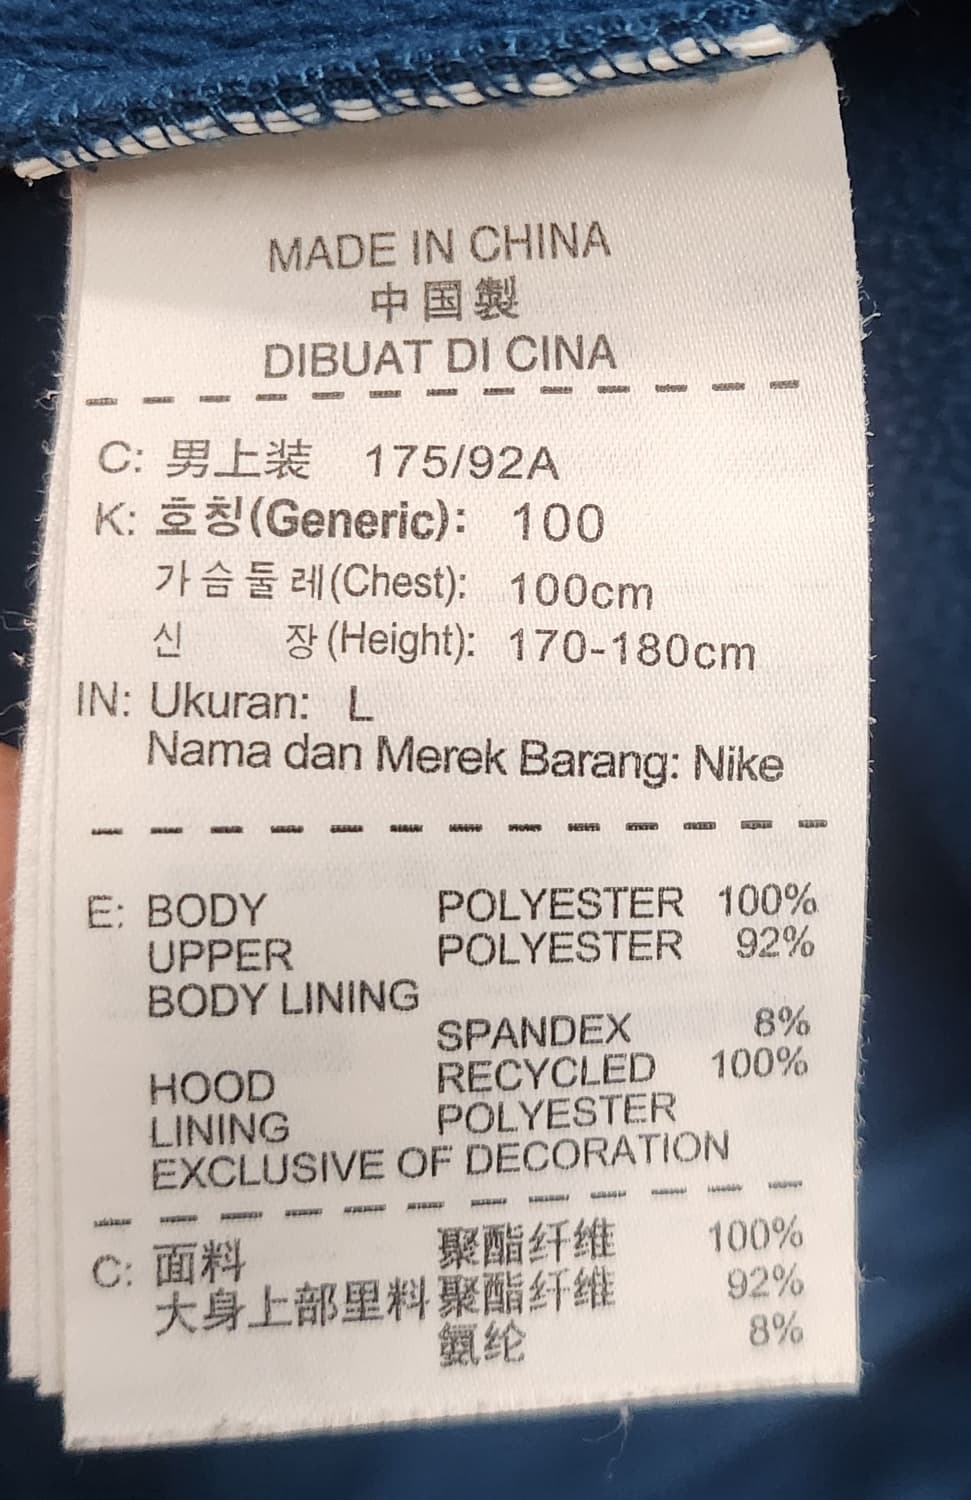 MADE IN CHINA
中国製
DIBUAT DI CINA
C: 男上装 175/92A
K: 호칭(Generic): 100
가슴둘레(Chest): 100cm
신 장(Height): 170-180cm
IN: Ukuran: L
Nama dan Merek Barang: Nike
E: BODY POLYESTER 100%
UPPER POLYESTER 92%
BODY LINING
SPANDEX 8%
HOOD RECYCLED 100%
LINING POLYESTER
EXCLUSIVE OF DECORATION
C: 面料 聚酯纤维 100%
大身上部里料 聚酯纤维 92%
氨纶 8%